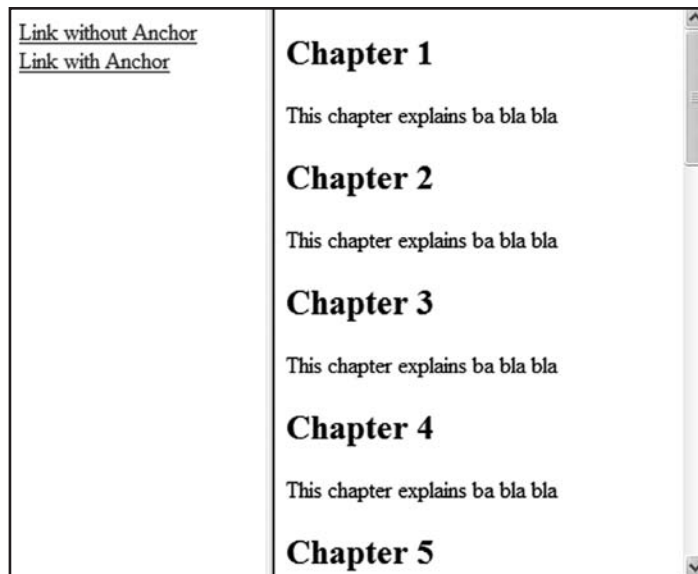 Link without Anchor
Link with Anchor
Chapter 1
This chapter explains ba bla bla
Chapter 2
This chapter explains ba bla bla
Chapter 3
This chapter explains ba bla bla
Chapter 4
This chapter explains ba bla bla
Chapter 5